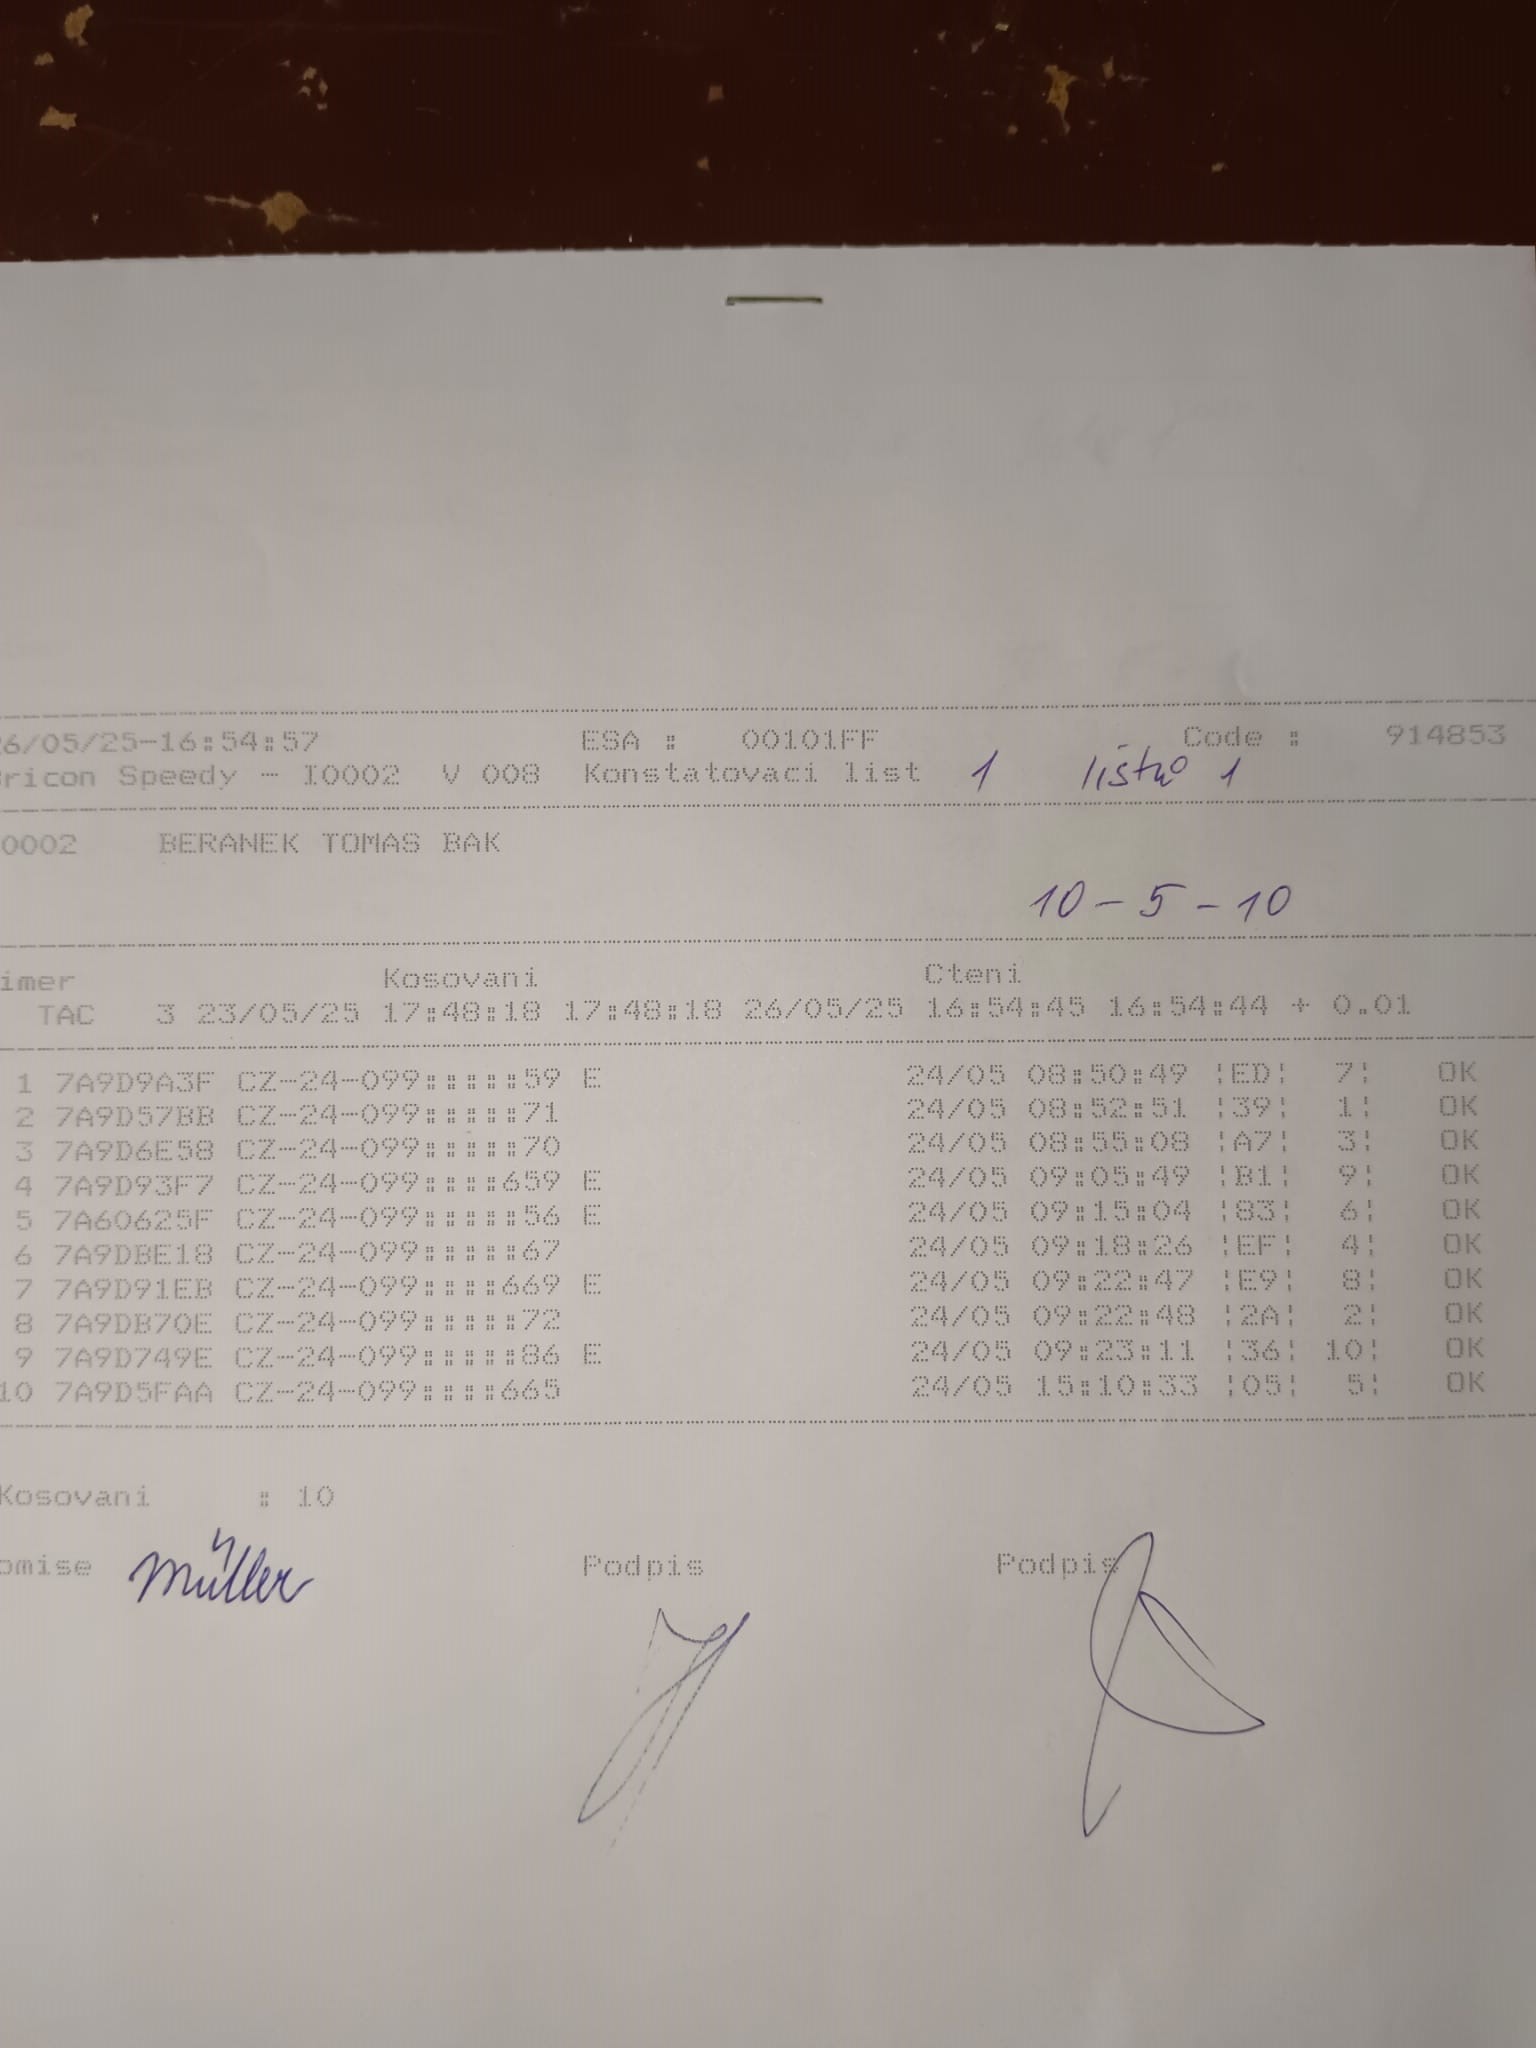 26/05/25-16:54:57 ESA : 00101FF Code : 914853
Bricon Speedy - I0002 V 008 Konstatovaci list 1 lístků 1
0002 BERANEK TOMAS BAK
10-5-10
imer Kosovani Cteni
TAC 3 23/05/25 17:48:18 17:48:18 26/05/25 16:54:45 16:54:44 + 0.01
1 7A9D9A3F CZ-24-099:::::59 E 24/05 08:50:49 ¦ED¦ 7¦ OK
2 7A9D57BB CZ-24-099:::::71 24/05 08:52:51 ¦39¦ 1¦ OK
3 7A9D6E58 CZ-24-099:::::70 24/05 08:55:08 ¦A7¦ 3¦ OK
4 7A9D93F7 CZ-24-099::::659 E 24/05 09:05:49 ¦B1¦ 9¦ OK
5 7A60625F CZ-24-099:::::56 E 24/05 09:15:04 ¦83¦ 6¦ OK
6 7A9DBE18 CZ-24-099:::::67 24/05 09:18:26 ¦EF¦ 4¦ OK
7 7A9D91EB CZ-24-099::::669 E 24/05 09:22:47 ¦E9¦ 8¦ OK
8 7A9DB70E CZ-24-099:::::72 24/05 09:22:48 ¦2A¦ 2¦ OK
9 7A9D749E CZ-24-099:::::86 E 24/05 09:23:11 ¦36¦ 10¦ OK
10 7A9D5FAA CZ-24-099::::665 24/05 15:10:33 ¦05¦ 5¦ OK
Kosovani : 10
omise Müller Podpis Podpis